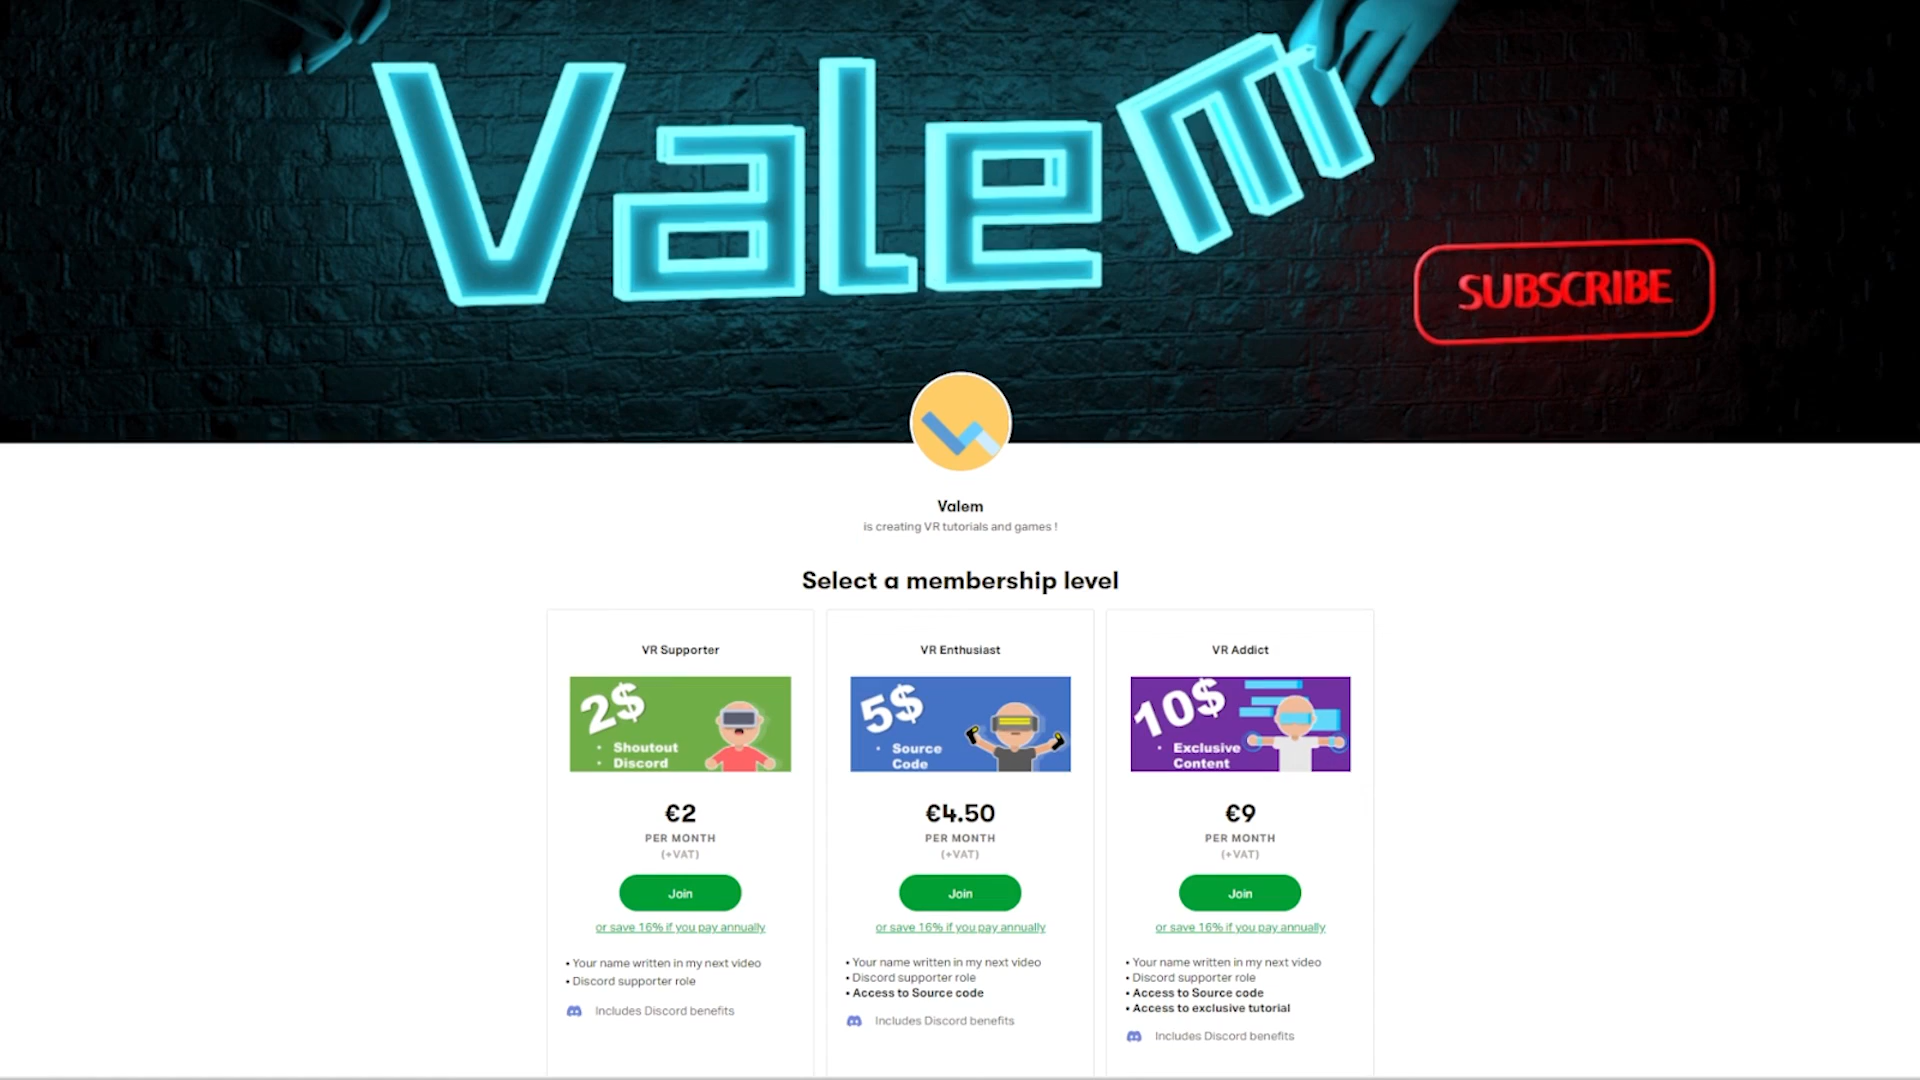 Valem
SUBSCRIBE
Valem
is creating VR tutorials and games !
Select a membership level
VR Supporter
2$
• Shoutout
• Discord
€2
PER MONTH
(+VAT)
Join
or save 16% if you pay annually
• Your name written in my next video
• Discord supporter role
Includes Discord benefits
VR Enthusiast
5$
• Source
Code
€4.50
PER MONTH
(+VAT)
Join
or save 16% if you pay annually
• Your name written in my next video
• Discord supporter role
• Access to Source code
Includes Discord benefits
VR Addict
10$
• Exclusive
Content
€9
PER MONTH
(+VAT)
Join
or save 16% if you pay annually
• Your name written in my next video
• Discord supporter role
• Access to Source code
• Access to exclusive tutorial
Includes Discord benefits